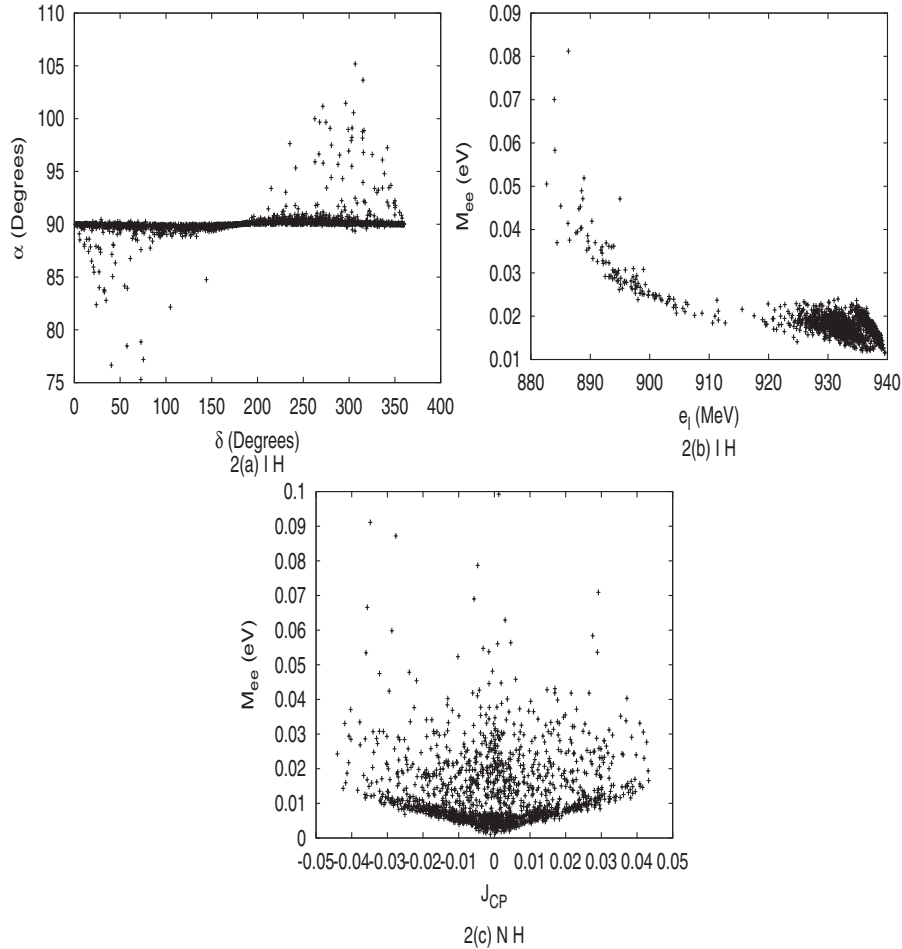 110
105
100
95
90
85
80
75
0 50 100 150 200 250 300 350 400
α (Degrees)
δ (Degrees)
2(a) I H
0.09
0.08
0.07
0.06
0.05
0.04
0.03
0.02
0.01
880 890 900 910 920 930 940
M_ee (eV)
e_l (MeV)
2(b) I H
0.1
0.09
0.08
0.07
0.06
0.05
0.04
0.03
0.02
0.01
0
-0.05 -0.04 -0.03 -0.02 -0.01 0 0.01 0.02 0.03 0.04 0.05
M_ee (eV)
J_CP
2(c) N H